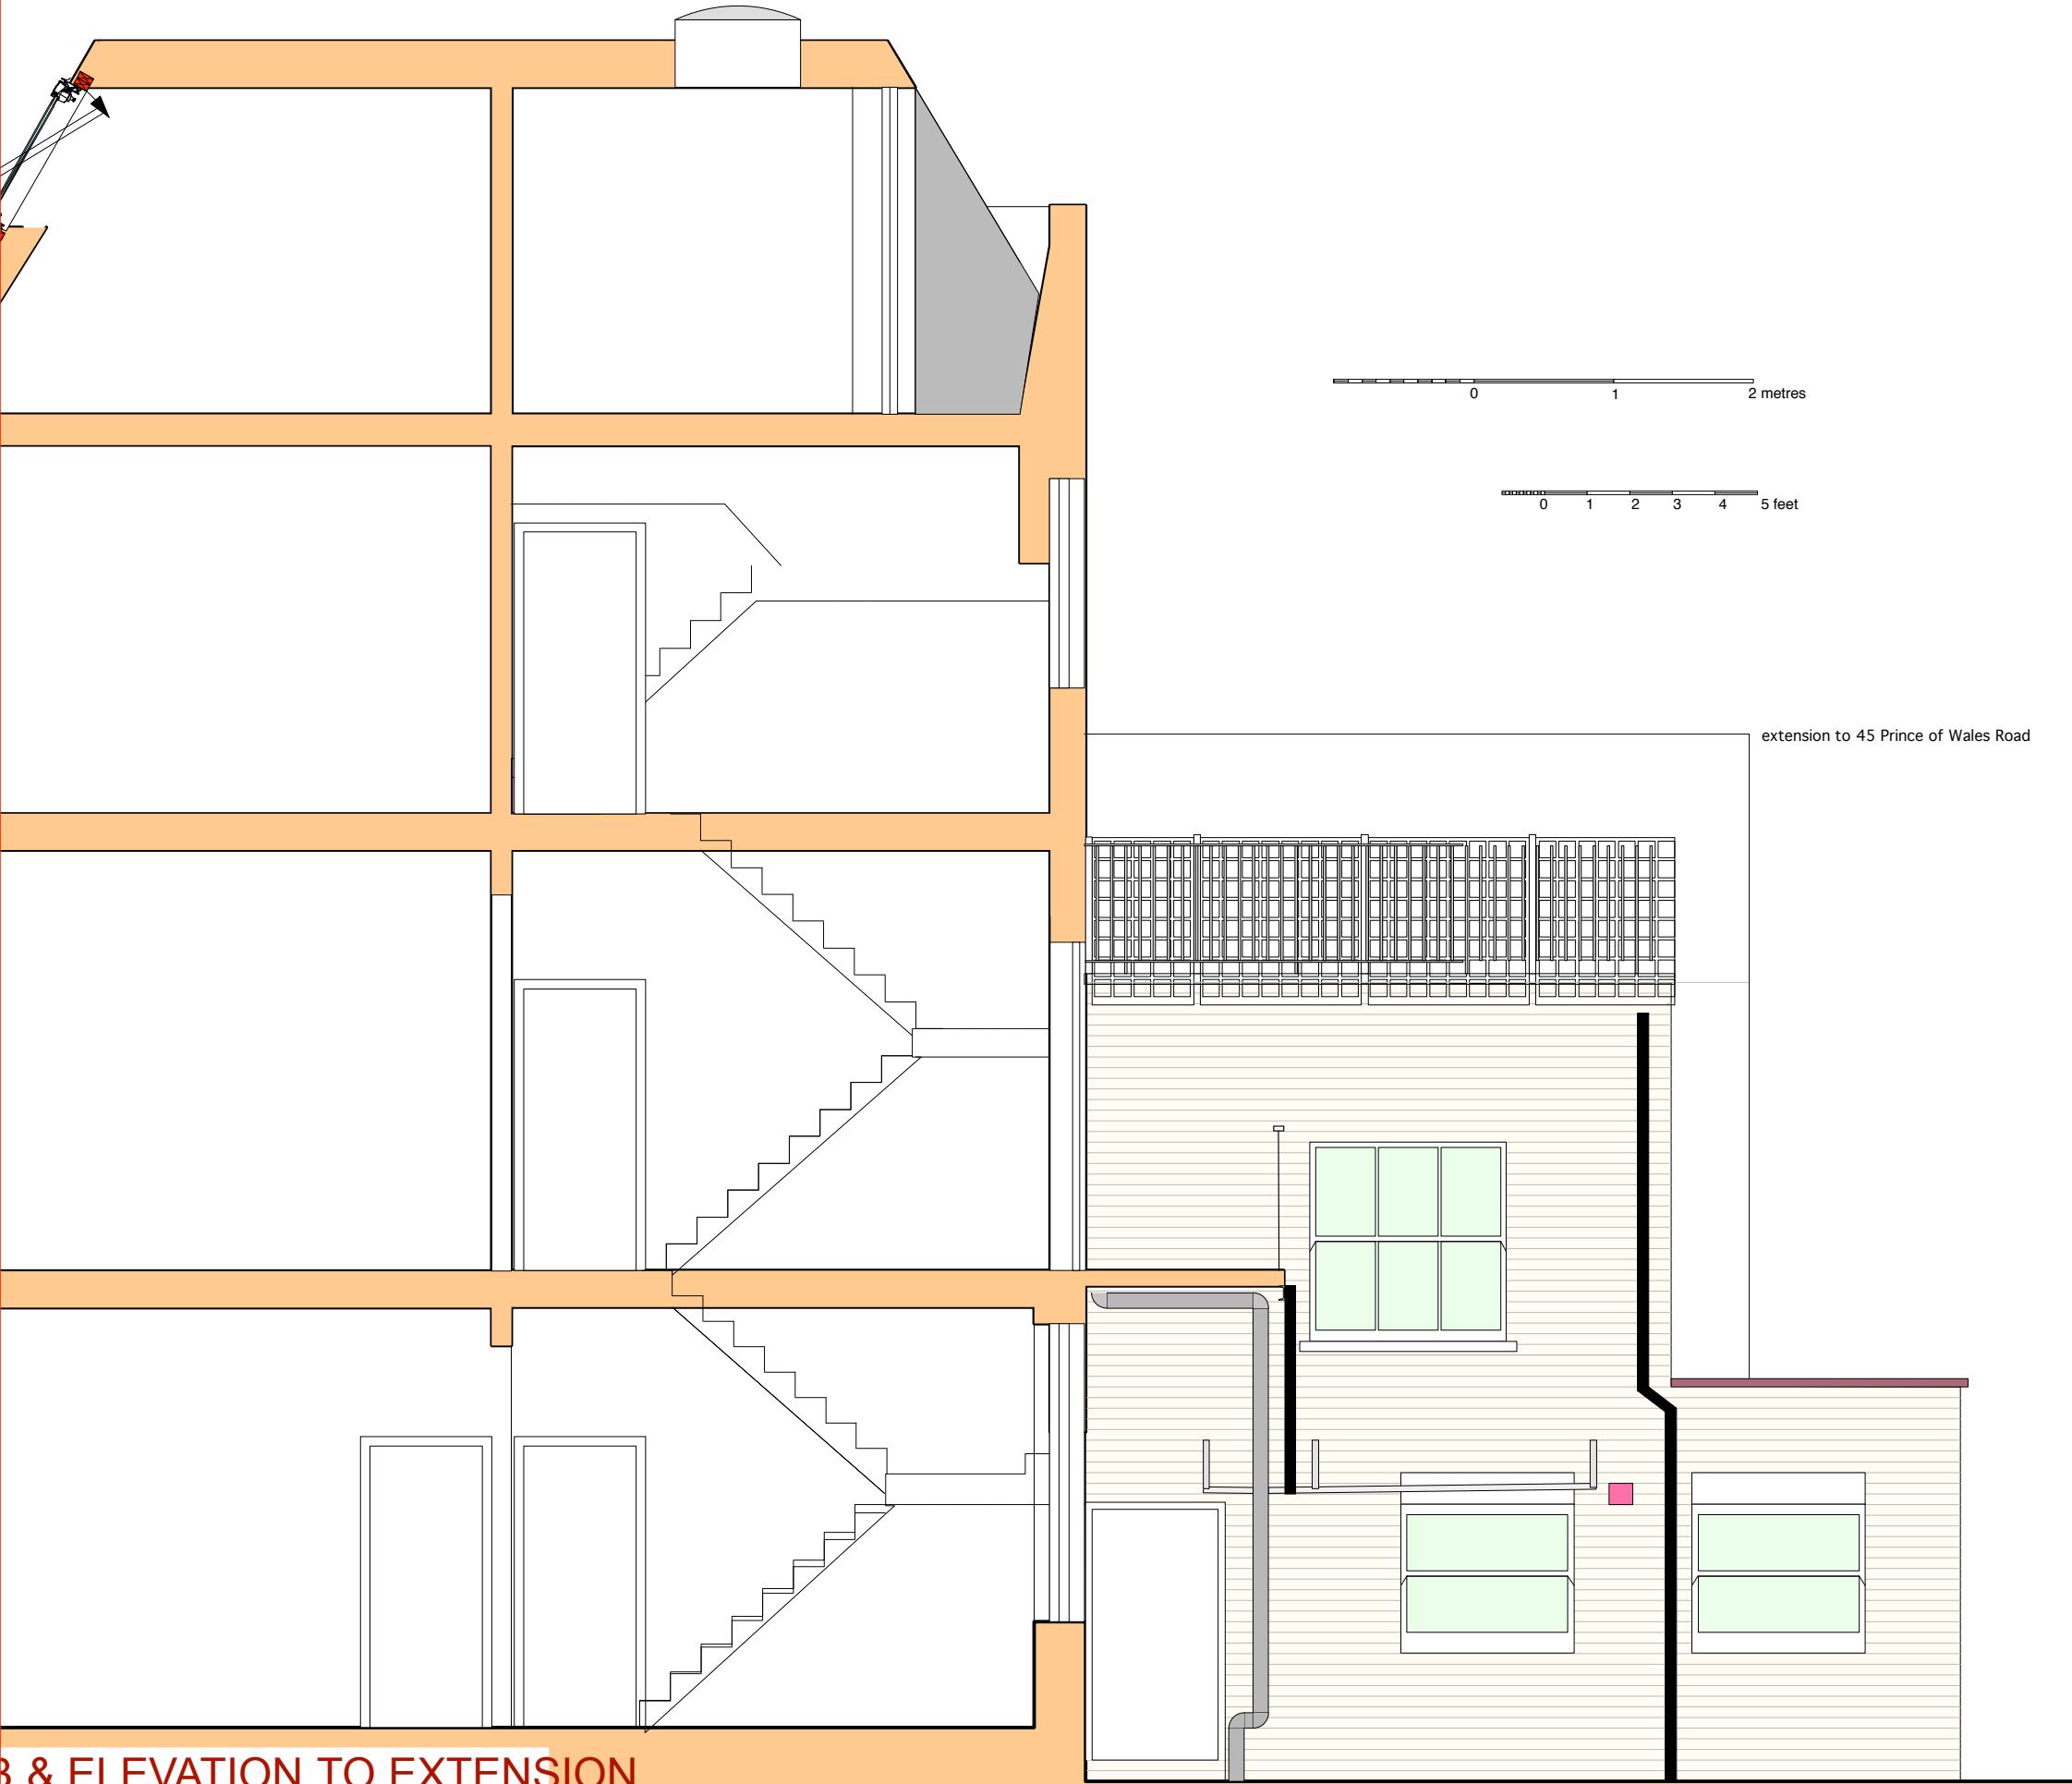 0 1 2 metres
0 1 2 3 4 5 feet
extension to 45 Prince of Wales Road
& ELEVATION TO EXTENSION